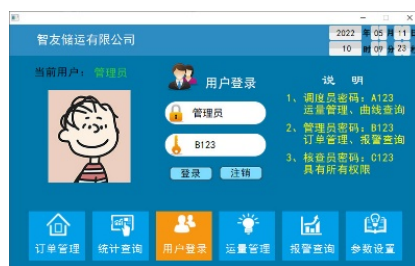 智友储运有限公司
2022 年 05 月 11 日
10 时 09 分 23 秒
当前用户：管理员
用户登录
管理员
B123
登录 注销
说 明
1、调度员密码：A123
运量管理、曲线查询
2、管理员密码：B123
订单管理、报警查询
3、核查员密码：C123
具有所有权限
订单管理 统计查询 用户登录 运量管理 报警查询 参数设置